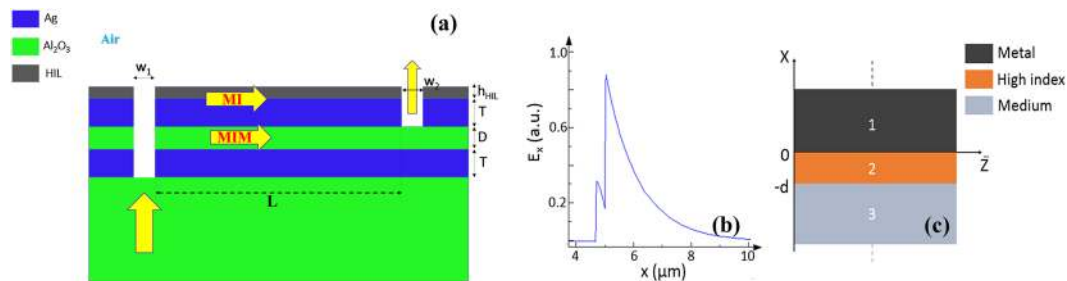 Ag
Al₂O₃
HIL
Air
(a)
w₁
w₂
MI
MIM
h_HIL
T
D
T
L
1.0
0.6
0.2
Eₓ (a.u.)
4 6 8 10
x (μm)
(b)
X
0
-d
Z̄
1
2
3
(c)
Metal
High index
Medium